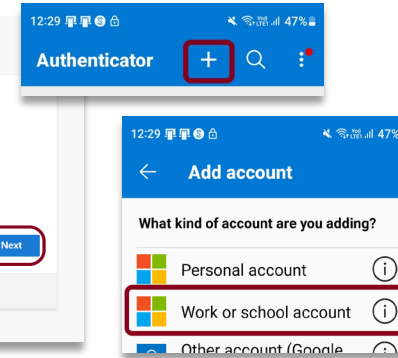 12:29
47%
Authenticator
Next
12:29
47%
Add account
What kind of account are you adding?
Personal account
Work or school account
Other account (Google